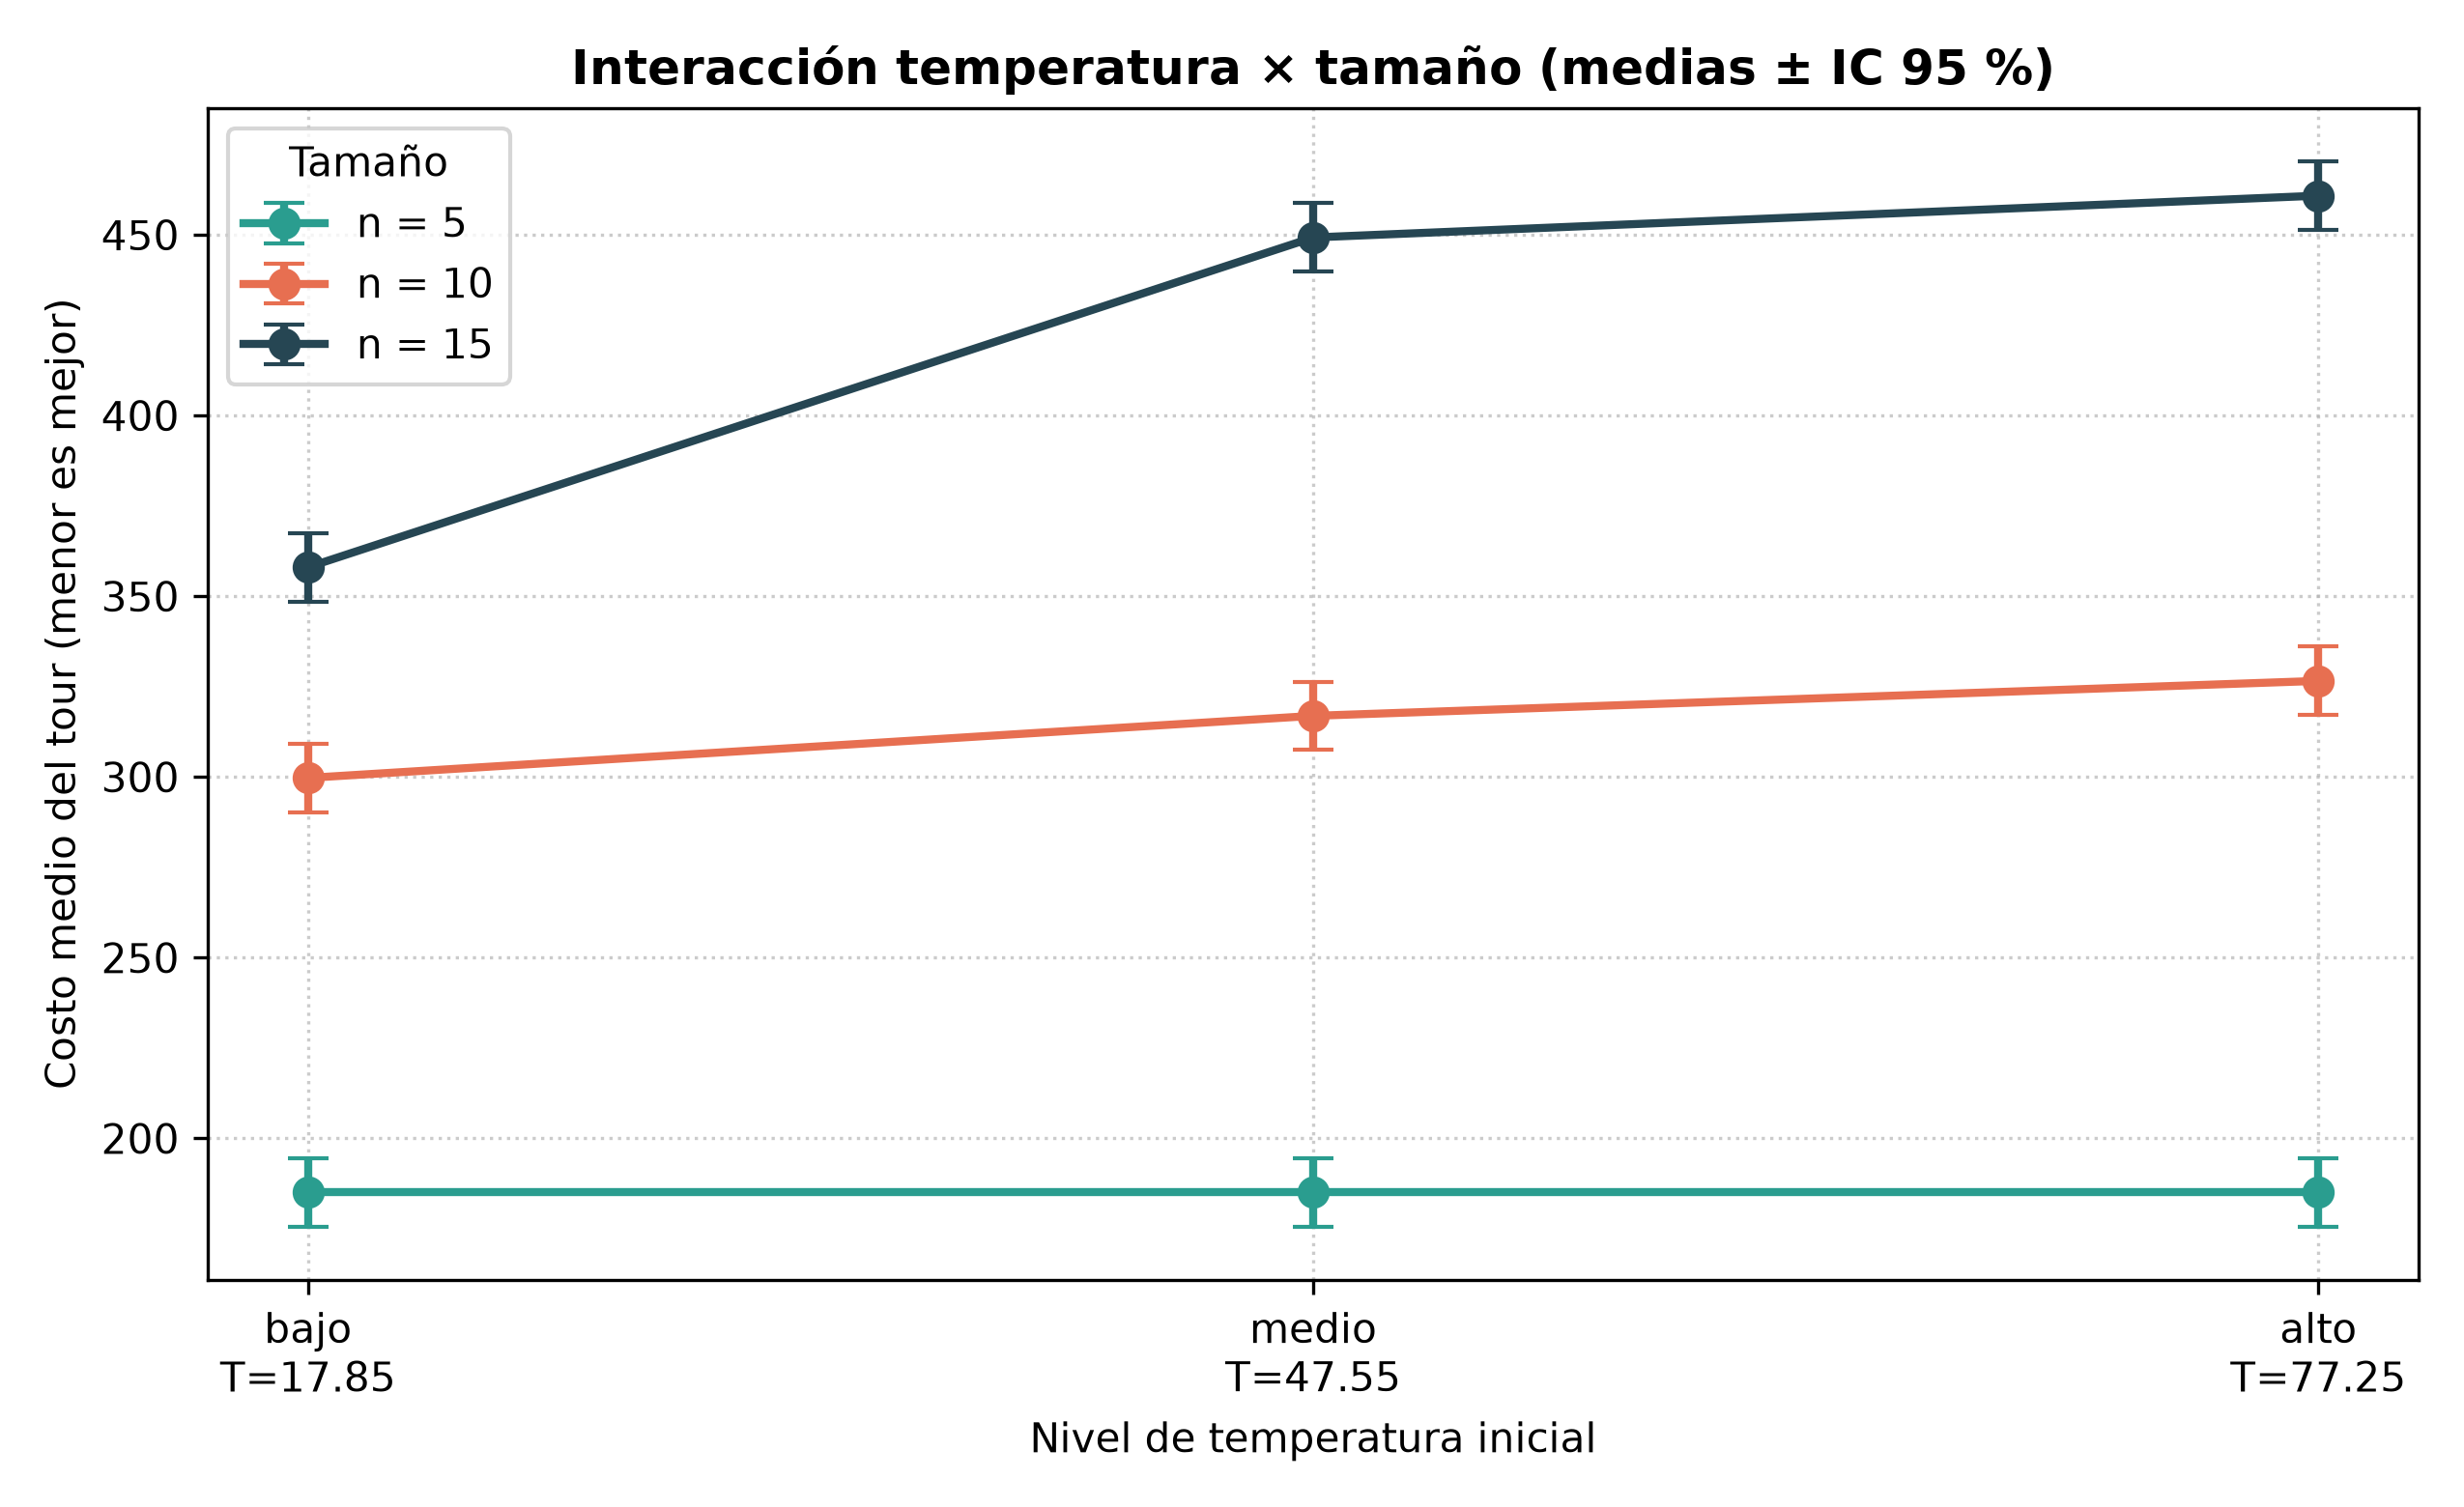 Interacción temperatura × tamaño (medias ± IC 95 %)
Tamaño
n = 5
n = 10
n = 15
Costo medio del tour (menor es mejor)
450
400
350
300
250
200
bajo
T=17.85
medio
T=47.55
alto
T=77.25
Nivel de temperatura inicial